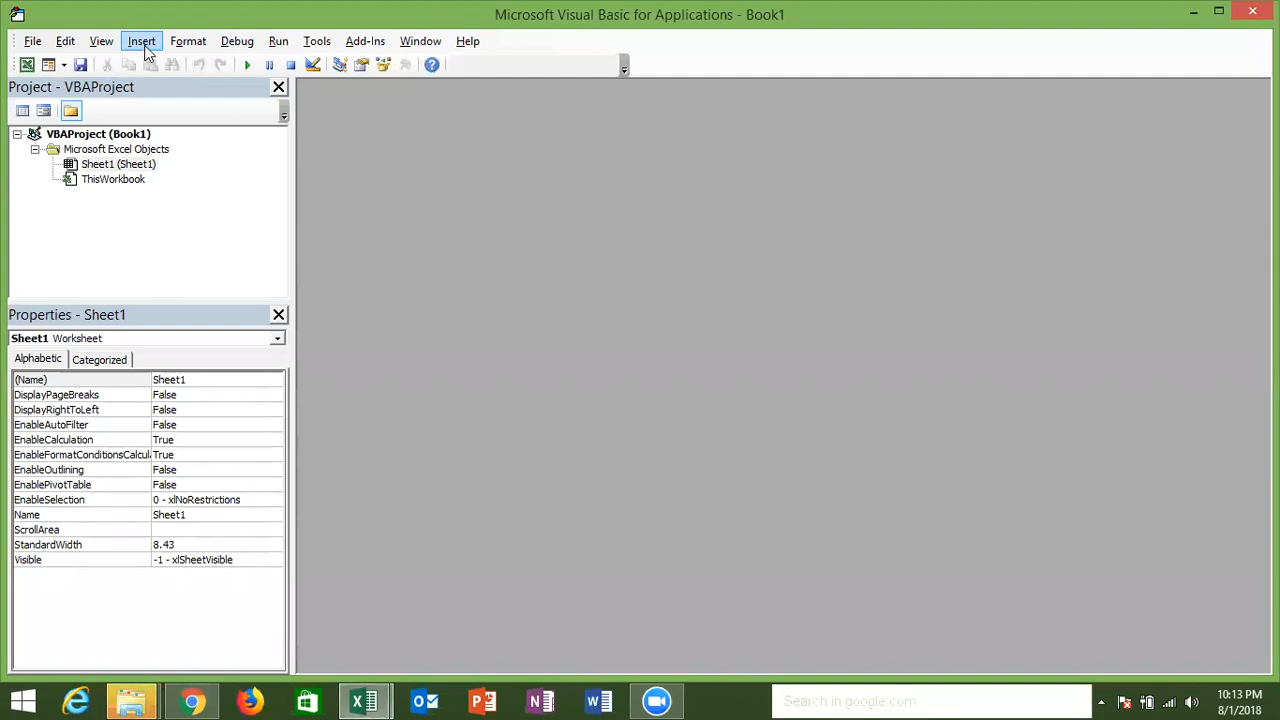 Microsoft Visual Basic for Applications - Book1
File Edit View Insert Format Debug Run Tools Add-Ins Window Help
Project - VBAProject
VBAProject (Book1)
Microsoft Excel Objects
Sheet1 (Sheet1)
ThisWorkbook
Properties - Sheet1
Sheet1 Worksheet
Alphabetic Categorized
(Name) Sheet1
DisplayPageBreaks False
DisplayRightToLeft False
EnableAutoFilter False
EnableCalculation True
EnableFormatConditionsCalcul True
EnableOutlining False
EnablePivotTable False
EnableSelection 0 - xlNoRestrictions
Name Sheet1
ScrollArea
StandardWidth 8.43
Visible -1 - xlSheetVisible
Search in google.com
10:13 PM
8/1/2018